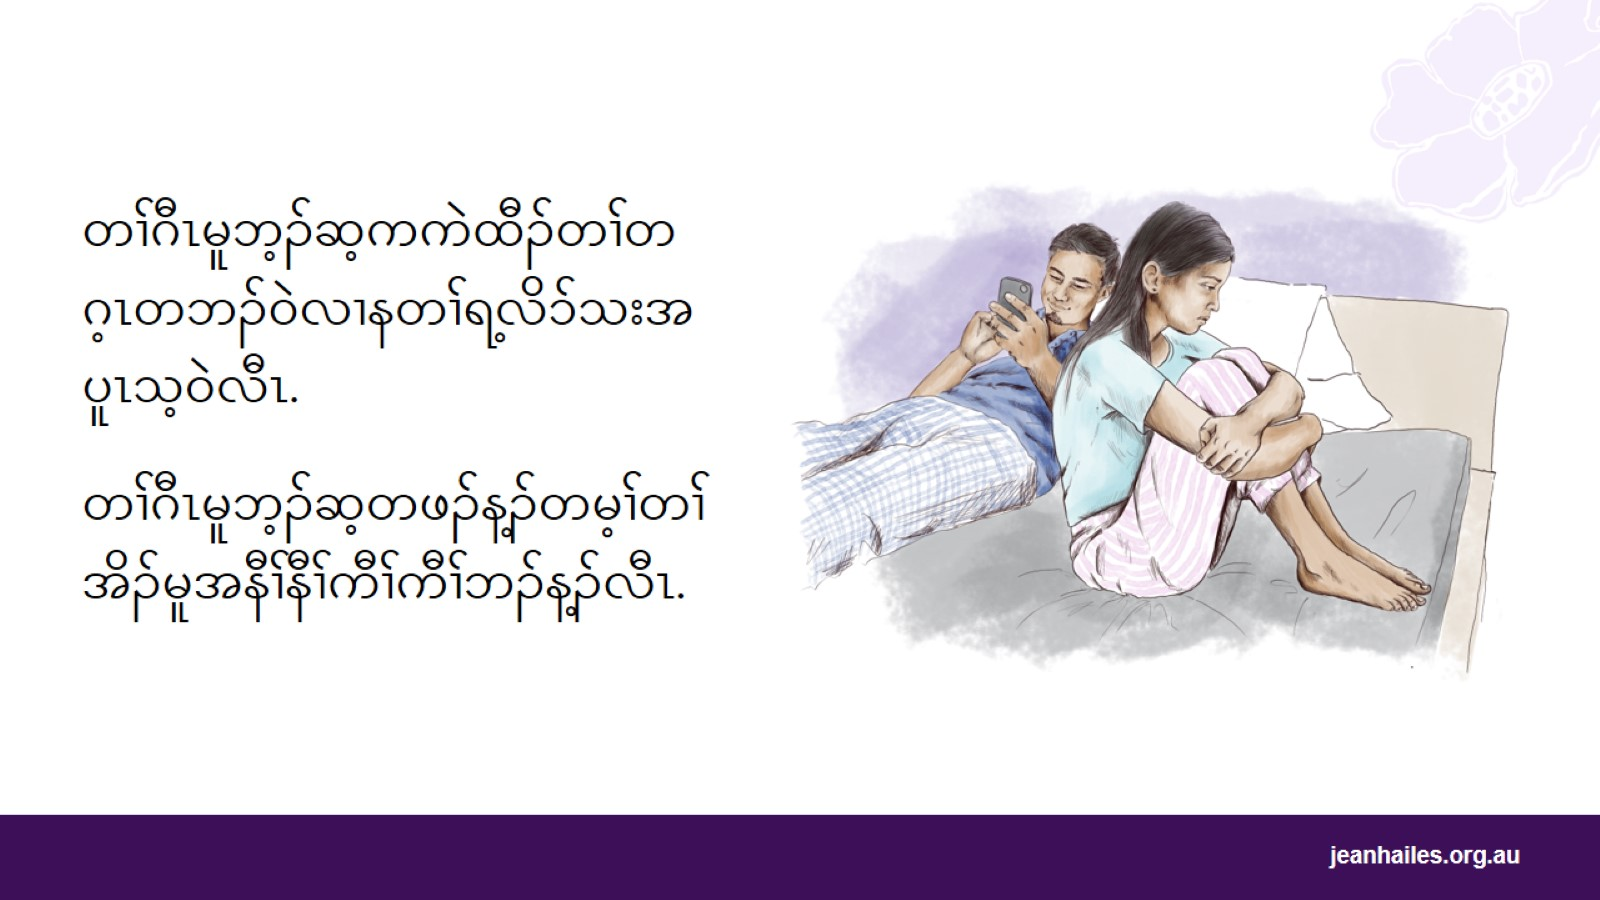 တၢ်ဂီၤမူဘ့ၣ်ဆ့ကကဲထီၣ်တၢ်တ
ဂ့ၤတဘၣ်ဝဲလၢနတၢ်ရ့လိာ်သးအ
ပူၤသ့ဝဲလီၤ.
တၢ်ဂီၤမူဘ့ၣ်ဆ့တဖၣ်န့ၣ်တမ့ၢ်တၢ်
အိၣ်မူအနီၢ်နီၢ်ကီၢ်ကီၢ်ဘၣ်န့ၣ်လီၤ.
jeanhailes.org.au